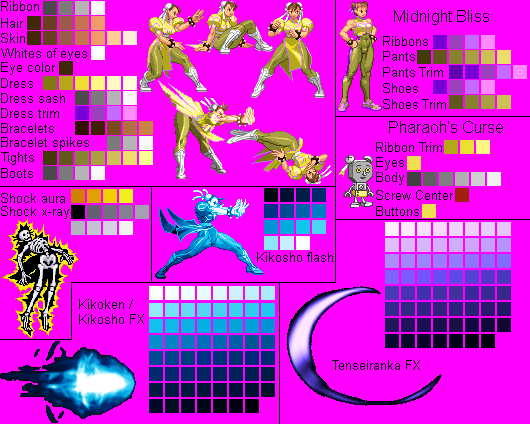 Ribbon
Hair
Skin
Whites of eyes
Eye color
Dress
Dress sash
Dress trim
Bracelets
Bracelet spikes
Tights
Boots
Midnight Bliss
Ribbons
Pants
Pants Trim
Shoes
Shoes Trim
Pharaoh's Curse
Ribbon Trim
Eyes
Body
Screw Center
Buttons
Shock aura
Shock x-ray
Kikosho flash
Kikoken /
Kikosho FX
Tenseiranka FX